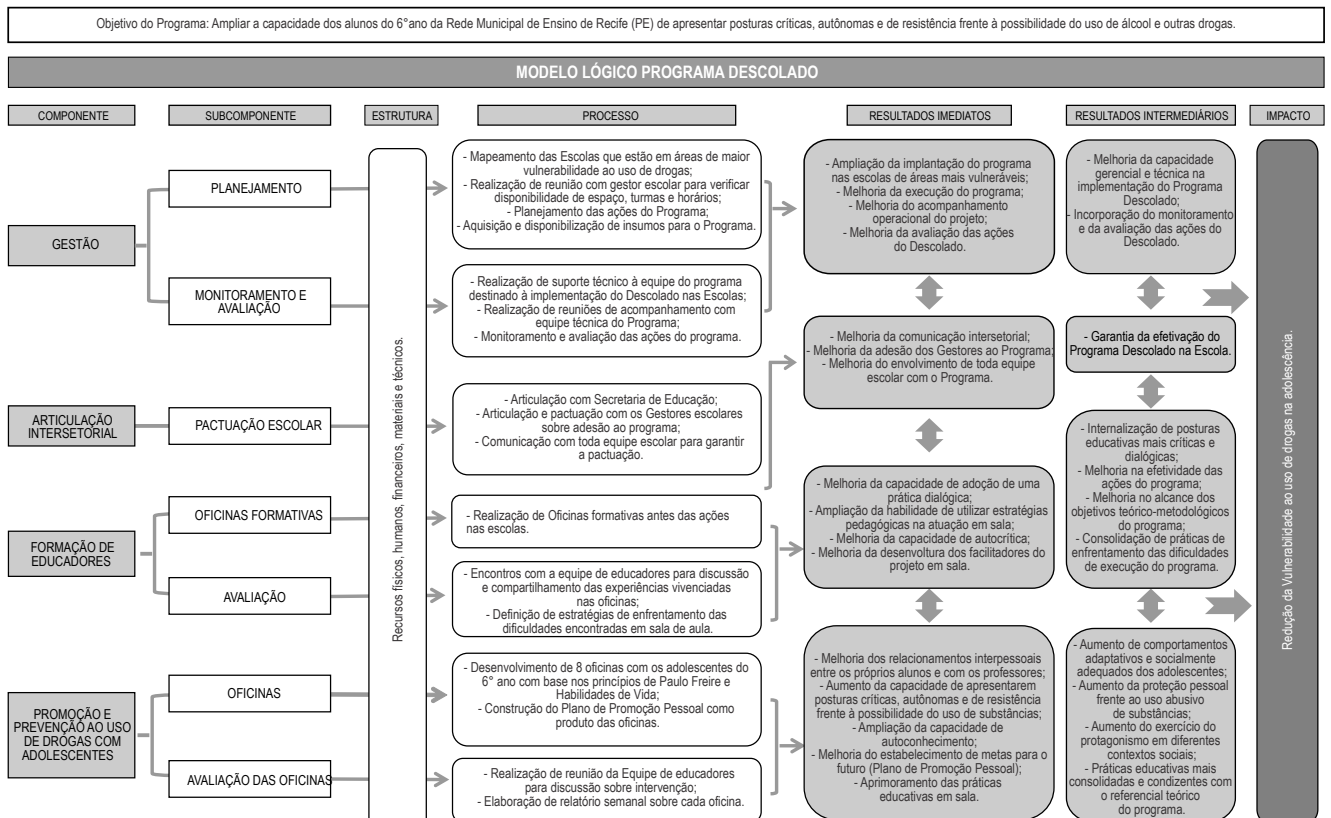 Objetivo do Programa: Ampliar a capacidade dos alunos do 6°ano da Rede Municipal de Ensino de Recife (PE) de apresentar posturas críticas, autônomas e de resistência frente à possibilidade do uso de álcool e outras drogas.
MODELO LÓGICO PROGRAMA DESCOLADO
COMPONENTE
SUBCOMPONENTE
ESTRUTURA
PROCESSO
RESULTADOS IMEDIATOS
RESULTADOS INTERMEDIÁRIOS
IMPACTO
GESTÃO
PLANEJAMENTO
MONITORAMENTO E
AVALIAÇÃO
ARTICULAÇÃO
INTERSETORIAL
PACTUAÇÃO ESCOLAR
FORMAÇÃO DE
EDUCADORES
OFICINAS FORMATIVAS
AVALIAÇÃO
PROMOÇÃO E
PREVENÇÃO AO USO
DE DROGAS COM
ADOLESCENTES
OFICINAS
AVALIAÇÃO DAS OFICINAS
Recursos físicos, humanos, financeiros, materiais e técnicos.
- Mapeamento das Escolas que estão em áreas de maior
vulnerabilidade ao uso de drogas;
- Realização de reunião com gestor escolar para verificar
disponibilidade de espaço, turmas e horários;
- Planejamento das ações do Programa;
- Aquisição e disponibilização de insumos para o Programa.
- Realização de suporte técnico à equipe do programa
destinado à implementação do Descolado nas Escolas;
- Realização de reuniões de acompanhamento com
equipe técnica do Programa;
- Monitoramento e avaliação das ações do programa.
- Articulação com Secretaria de Educação;
- Articulação e pactuação com os Gestores escolares
sobre adesão ao programa;
- Comunicação com toda equipe escolar para garantir
a pactuação.
- Realização de Oficinas formativas antes das ações
nas escolas.
- Encontros com a equipe de educadores para discussão
e compartilhamento das experiências vivenciadas
nas oficinas;
- Definição de estratégias de enfrentamento das
dificuldades encontradas em sala de aula.
- Desenvolvimento de 8 oficinas com os adolescentes do
6° ano com base nos princípios de Paulo Freire e
Habilidades de Vida;
- Construção do Plano de Promoção Pessoal como
produto das oficinas.
- Realização de reunião da Equipe de educadores
para discussão sobre intervenção;
- Elaboração de relatório semanal sobre cada oficina.
- Ampliação da implantação do programa
nas escolas de áreas mais vulneráveis;
- Melhoria da execução do programa;
- Melhoria do acompanhamento
operacional do projeto;
- Melhoria da avaliação das ações
do Descolado.
- Melhoria da comunicação intersetorial;
- Melhoria da adesão dos Gestores ao Programa;
- Melhoria do envolvimento de toda equipe
escolar com o Programa.
- Melhoria da capacidade de adoção de uma
prática dialógica;
- Ampliação da habilidade de utilizar estratégias
pedagógicas na atuação em sala;
- Melhoria da capacidade de autocrítica;
- Melhoria da desenvoltura dos facilitadores do
projeto em sala.
- Melhoria dos relacionamentos interpessoais
entre os próprios alunos e com os professores;
- Aumento da capacidade de apresentarem
posturas críticas, autônomas e de resistência
frente à possibilidade do uso de substâncias;
- Ampliação da capacidade de
autoconhecimento;
- Melhoria do estabelecimento de metas para o
futuro (Plano de Promoção Pessoal);
- Aprimoramento das práticas
educativas em sala.
- Melhoria da capacidade
gerencial e técnica na
implementação do Programa
Descolado;
- Incorporação do monitoramento
e da avaliação das ações do
Descolado.
- Garantia da efetivação do
Programa Descolado na Escola.
- Internalização de posturas
educativas mais críticas e
dialógicas;
- Melhoria na efetividade das
ações do programa;
- Melhoria no alcance dos
objetivos teórico-metodológicos
do programa;
- Consolidação de práticas de
enfrentamento das dificuldades
de execução do programa.
- Aumento de comportamentos
adaptativos e socialmente
adequados dos adolescentes;
- Aumento da proteção pessoal
frente ao uso abusivo
de substâncias;
- Aumento do exercício do
protagonismo em diferentes
contextos sociais;
- Práticas educativas mais
consolidadas e condizentes com
o referencial teórico
do programa.
Redução da Vulnerabilidade ao uso de drogas na adolescência.